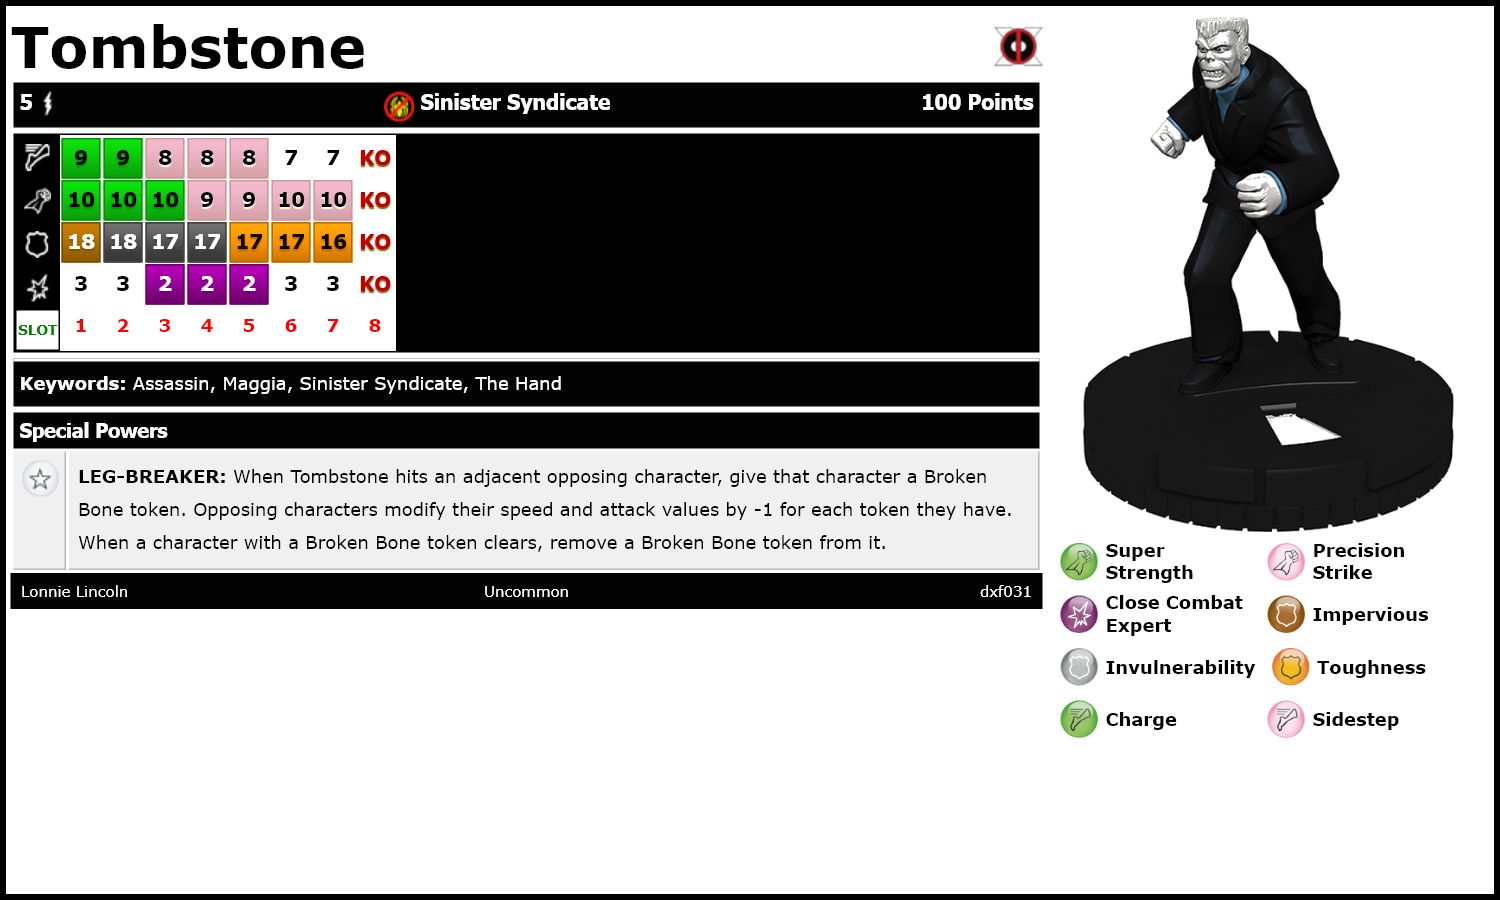 Tombstone
5 Sinister Syndicate 100 Points
9 9 8 8 8 7 7 KO
10 10 10 9 9 10 10 KO
18 18 17 17 17 17 16 KO
3 3 2 2 2 3 3 KO
SLOT 1 2 3 4 5 6 7 8
Keywords: Assassin, Maggia, Sinister Syndicate, The Hand
Special Powers
LEG-BREAKER: When Tombstone hits an adjacent opposing character, give that character a Broken
Bone token. Opposing characters modify their speed and attack values by -1 for each token they have.
When a character with a Broken Bone token clears, remove a Broken Bone token from it.
Lonnie Lincoln Uncommon dxf031
Super
Strength
Precision
Strike
Close Combat
Expert
Impervious
Invulnerability
Toughness
Charge
Sidestep